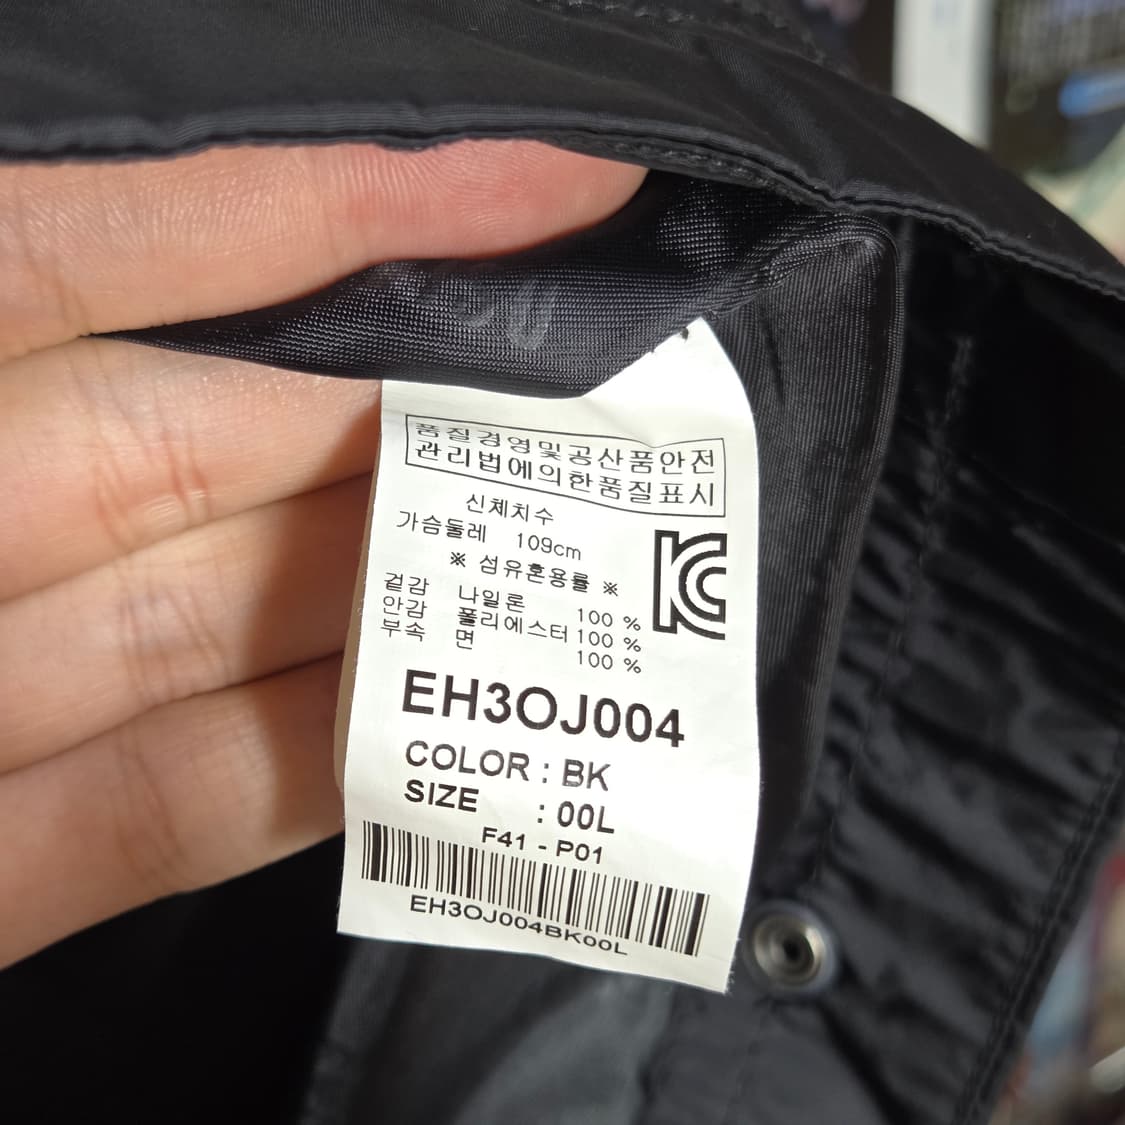 품질경영및공산품안전
관리법에의한품질표시
신체치수
가슴둘레 109cm
※ 섬유혼용률 ※
겉감 나일론 100 %
안감 폴리에스터 100 %
부속 면 100 %
EH3OJ004
COLOR : BK
SIZE : 00L
F41 - P01
EH3OJ004BK00L